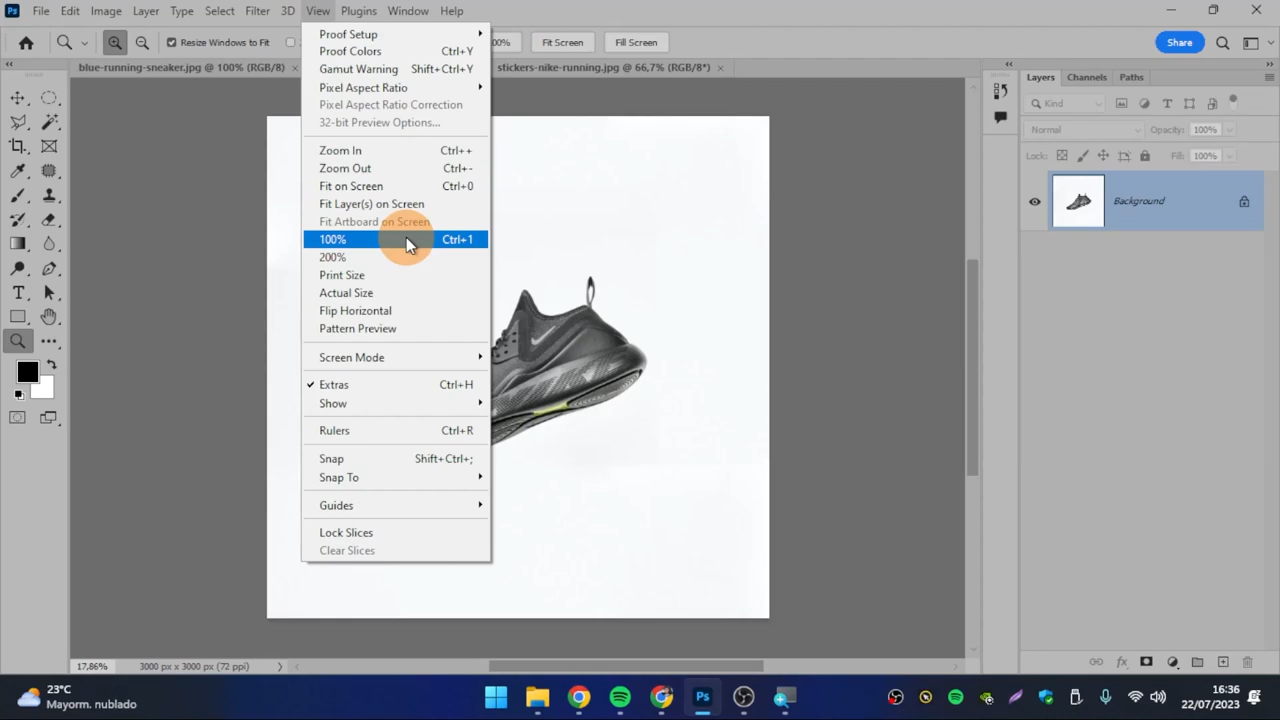 Ps File Edit Image Layer Type Select Filter 3D View Plugins Window Help
Resize Windows to Fit 00% Fit Screen Fill Screen Share
blue-running-sneaker.jpg @ 100% (RGB/8) × stickers-nike-running.jpg @ 66,7% (RGB/8*) ×
Proof Setup
Proof Colors Ctrl+Y
Gamut Warning Shift+Ctrl+Y
Pixel Aspect Ratio
Pixel Aspect Ratio Correction
32-bit Preview Options...
Zoom In Ctrl++
Zoom Out Ctrl+-
Fit on Screen Ctrl+0
Fit Layer(s) on Screen
Fit Artboard on Screen
100% Ctrl+1
200%
Print Size
Actual Size
Flip Horizontal
Pattern Preview
Screen Mode
Extras Ctrl+H
Show
Rulers Ctrl+R
Snap Shift+Ctrl+;
Snap To
Guides
Lock Slices
Clear Slices
Layers Channels Paths
Kind
Normal Opacity: 100%
Lock: Fill: 100%
Background
17,86% 3000 px x 3000 px (72 ppi)
23°C
Mayorm. nublado
Ps
16:36
22/07/2023